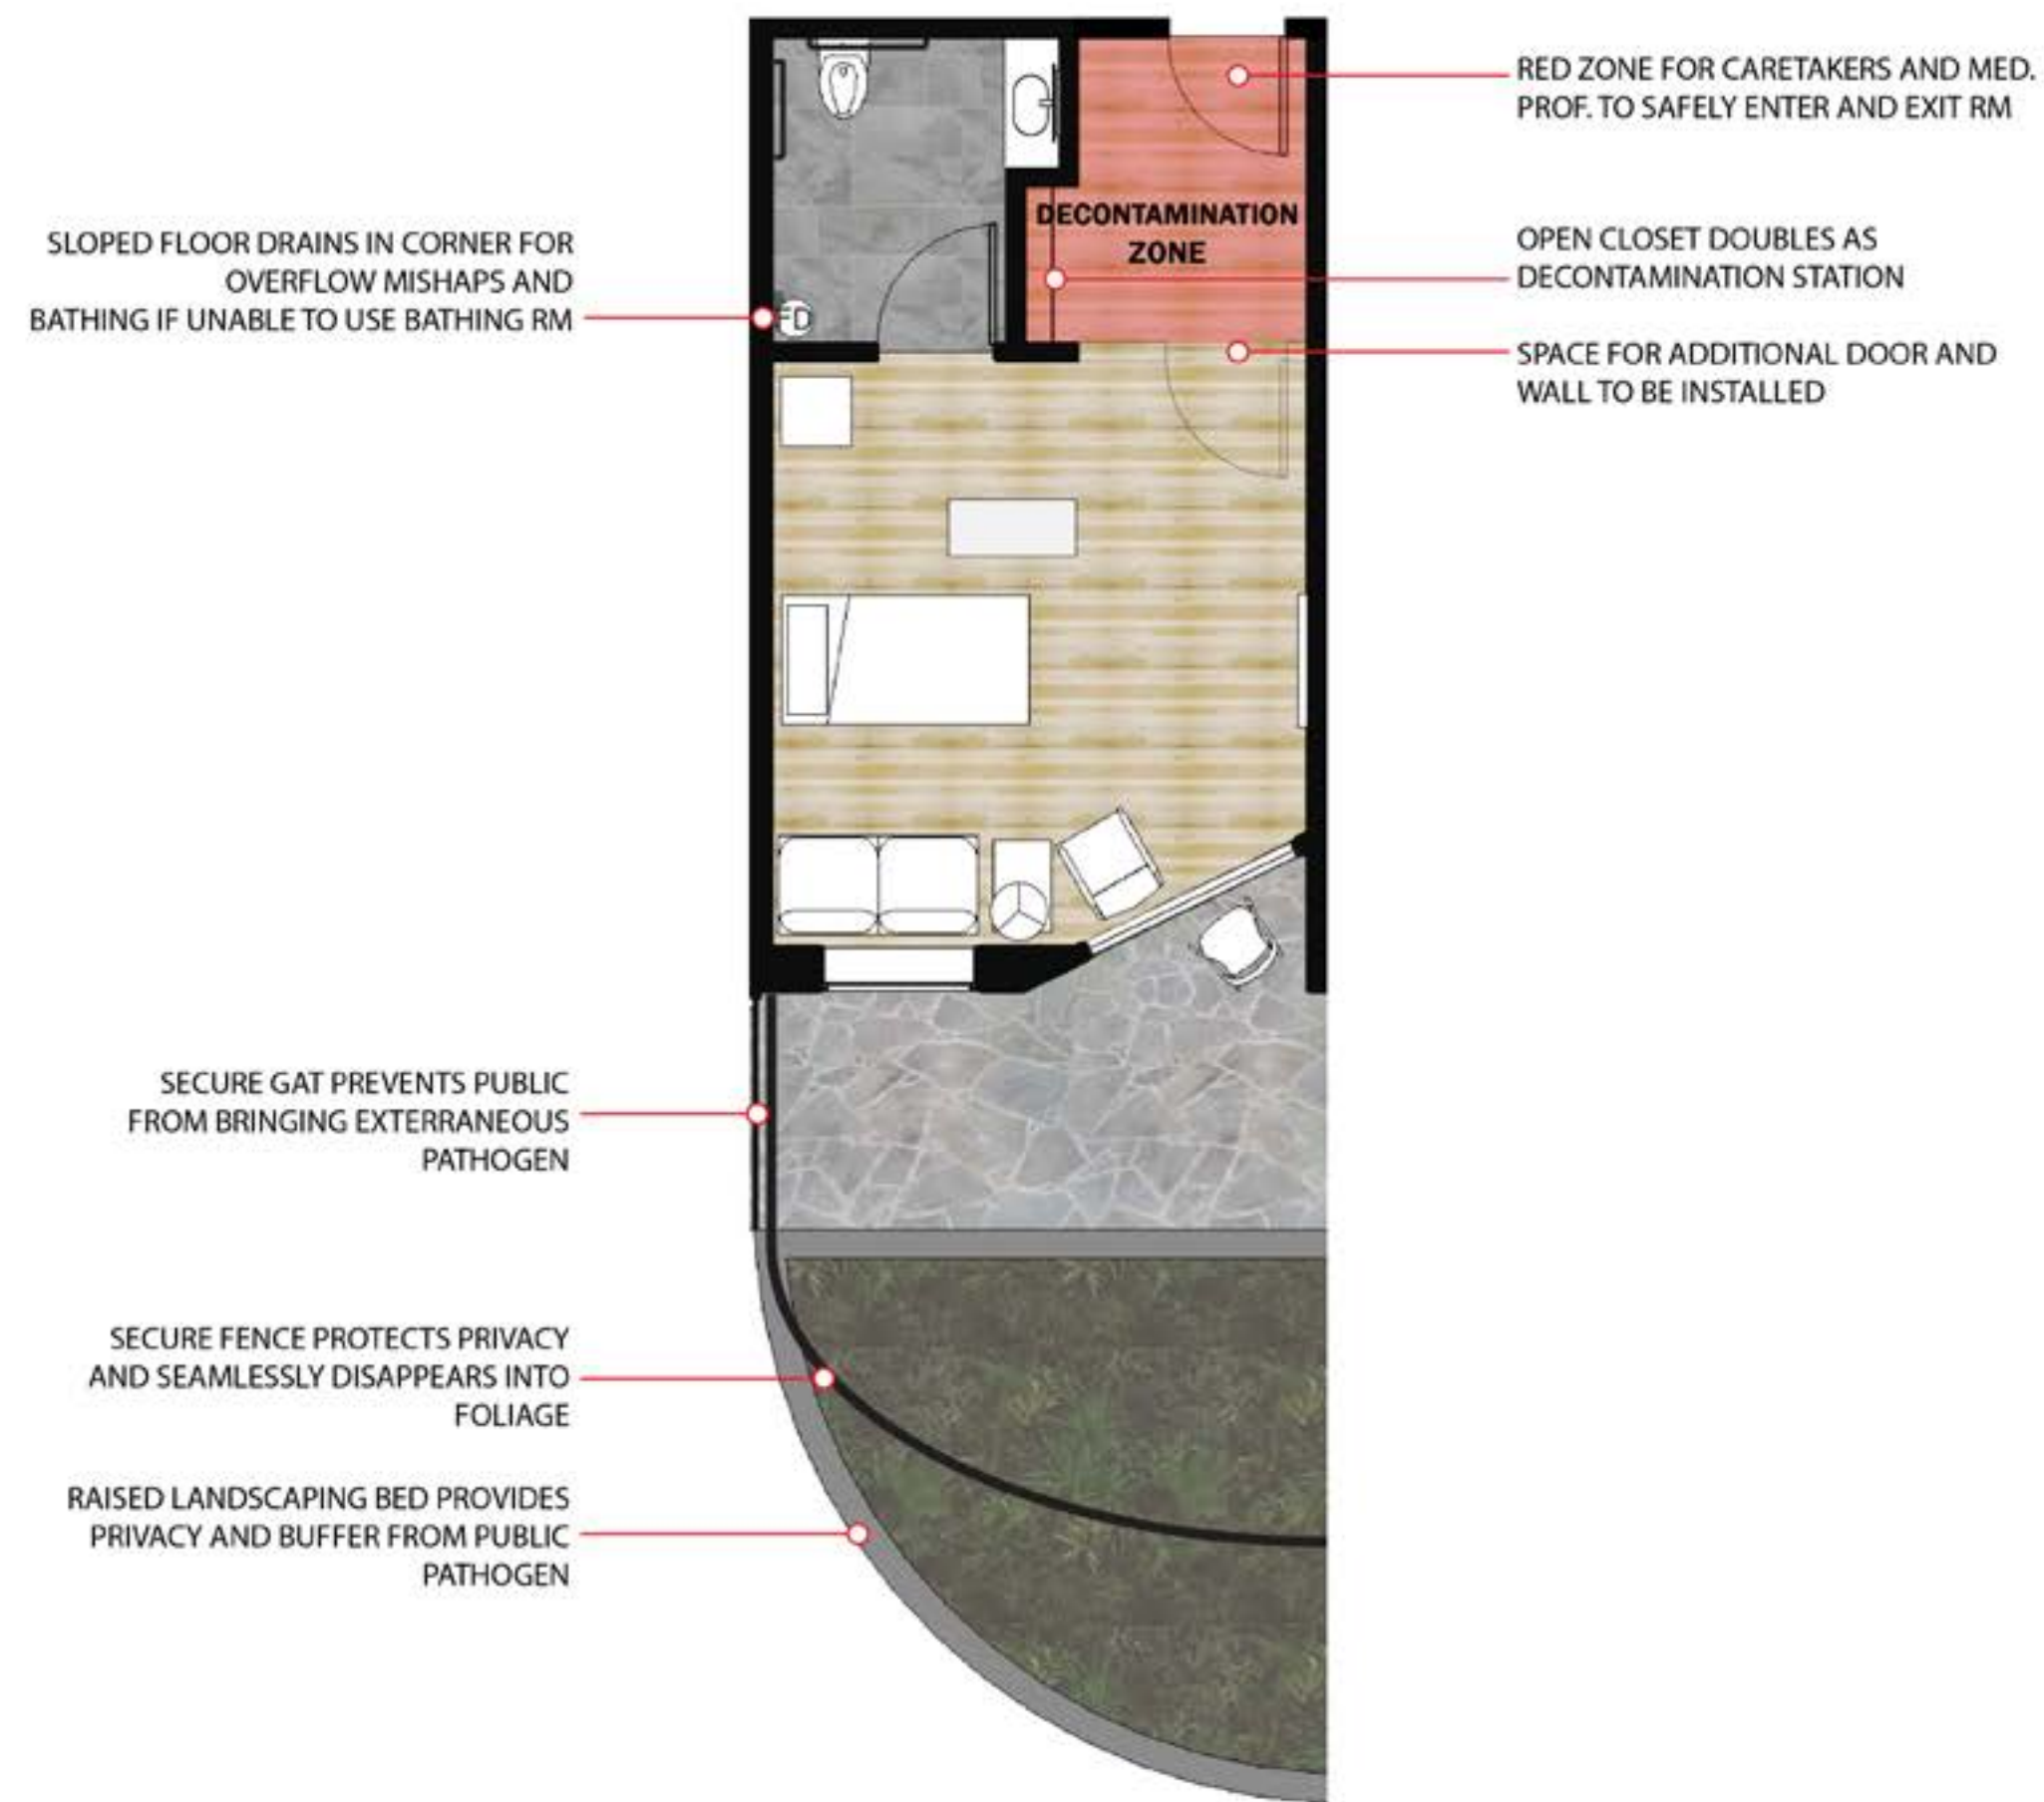 RED ZONE FOR CARETAKERS AND MED.
PROF. TO SAFELY ENTER AND EXIT RM
DECONTAMINATION
ZONE
OPEN CLOSET DOUBLES AS
DECONTAMINATION STATION
SPACE FOR ADDITIONAL DOOR AND
WALL TO BE INSTALLED
SLOPED FLOOR DRAINS IN CORNER FOR
OVERFLOW MISHAPS AND
BATHING IF UNABLE TO USE BATHING RM
FD
SECURE GAT PREVENTS PUBLIC
FROM BRINGING EXTERRANEOUS
PATHOGEN
SECURE FENCE PROTECTS PRIVACY
AND SEAMLESSLY DISAPPEARS INTO
FOLIAGE
RAISED LANDSCAPING BED PROVIDES
PRIVACY AND BUFFER FROM PUBLIC
PATHOGEN